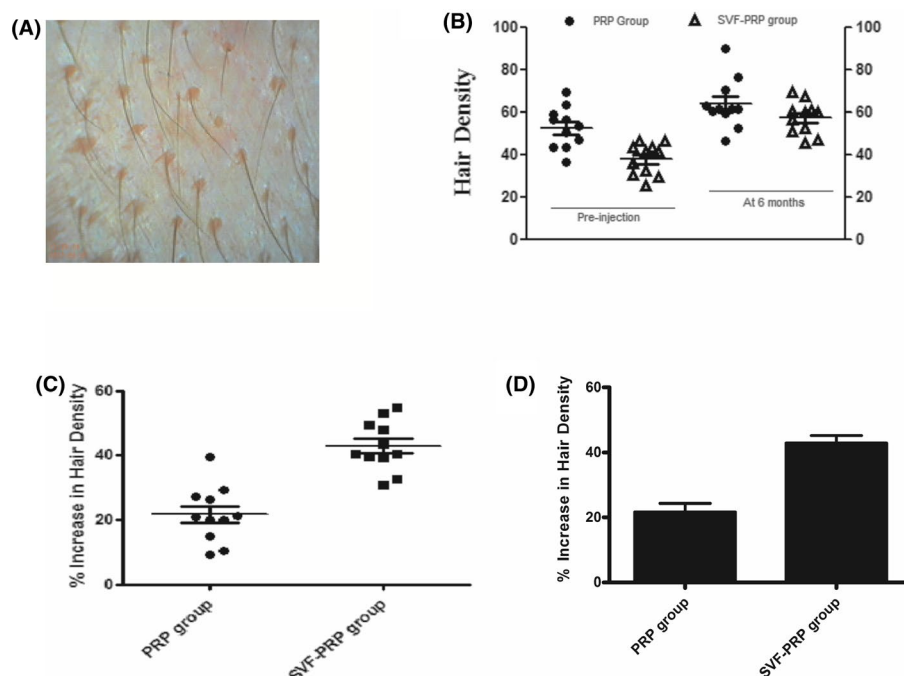 (A)
(B)
PRP Group
SVF-PRP group
Hair Density
100
80
60
40
20
0
100
80
60
40
20
0
Pre-injection
At 6 months
(C)
% Increase in Hair Density
60
40
20
0
PRP group
SVF-PRP group
(D)
% Increase in Hair Density
60
40
20
0
PRP group
SVF-PRP group